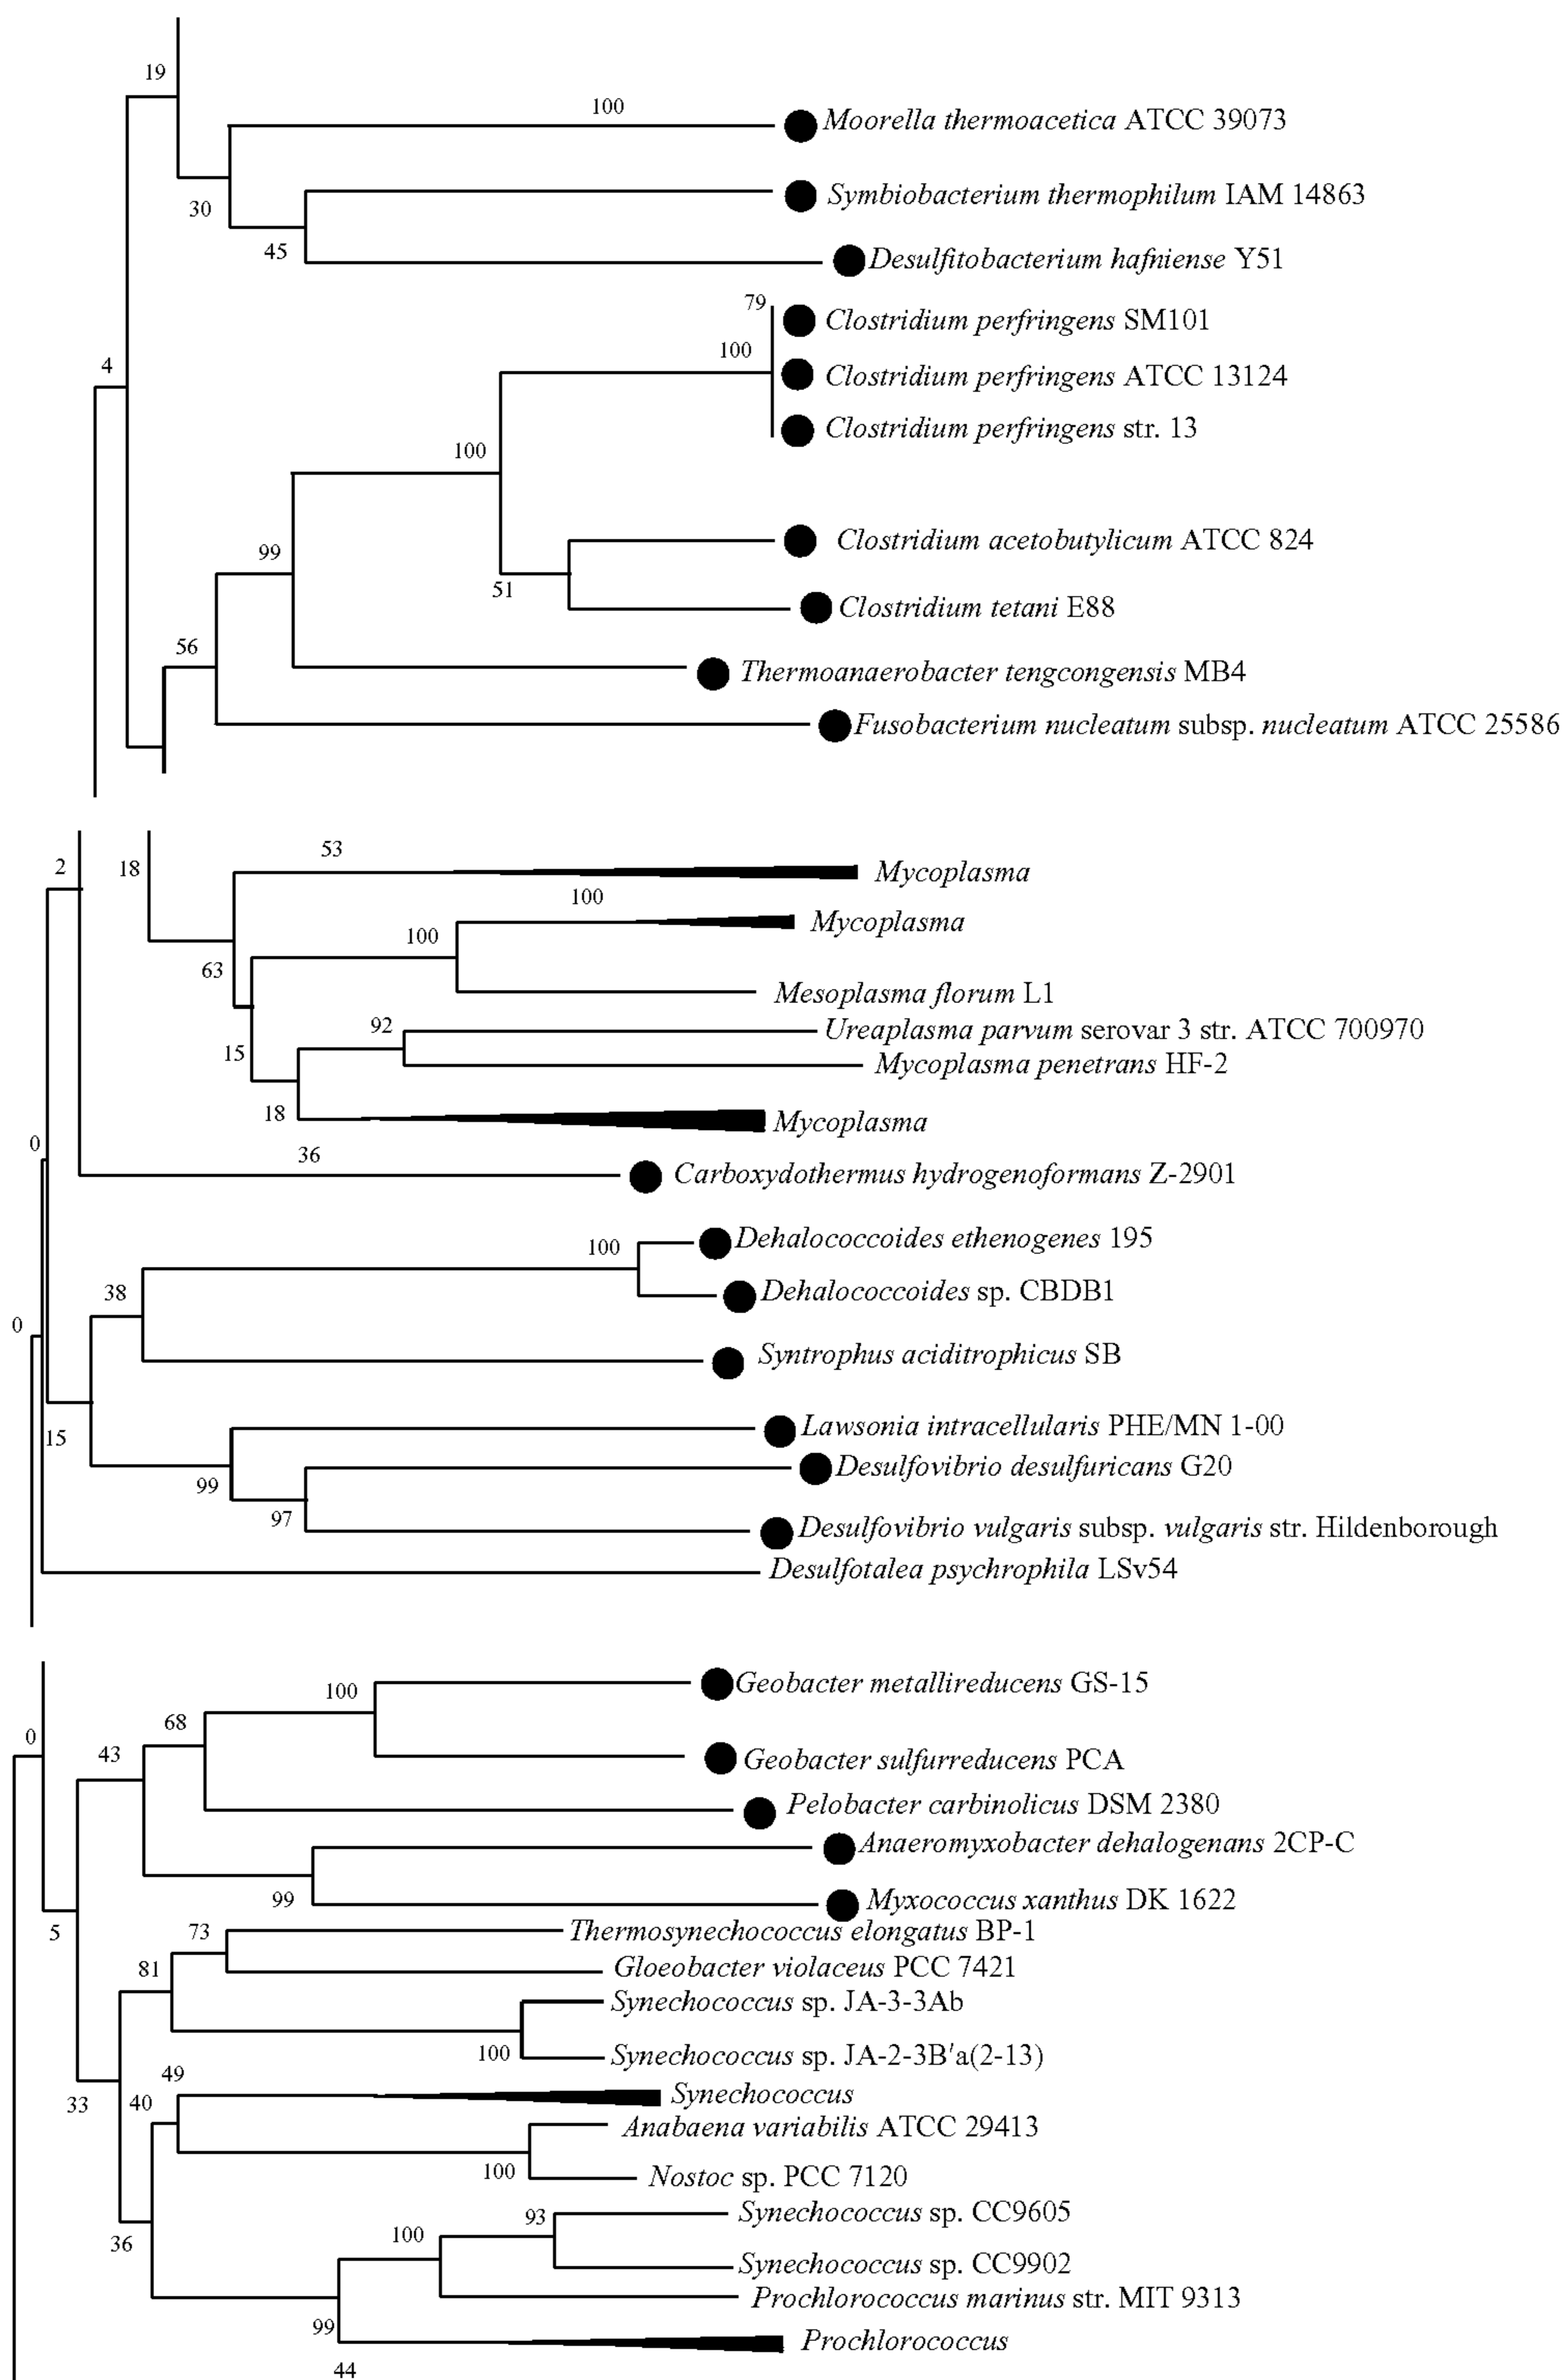 19
100
Moorella thermoacetica ATCC 39073
Symbiobacterium thermophilum IAM 14863
30
45
Desulfitobacterium hafniense Y51
79
Clostridium perfringens SM101
100
4
Clostridium perfringens ATCC 13124
Clostridium perfringens str. 13
100
Clostridium acetobutylicum ATCC 824
99
51
Clostridium tetani E88
56
Thermoanaerobacter tengcongensis MB4
Fusobacterium nucleatum subsp. nucleatum ATCC 25586
53
2
18
Mycoplasma
100
Mycoplasma
100
63
Mesoplasma florum L1
92
Ureaplasma parvum serovar 3 str. ATCC 700970
15
Mycoplasma penetrans HF-2
18
Mycoplasma
0
36
Carboxydothermus hydrogenoformans Z-2901
100
Dehalococcoides ethenogenes 195
38
Dehalococcoides sp. CBDB1
0
Syntrophus aciditrophicus SB
Lawsonia intracellularis PHE/MN 1-00
15
Desulfovibrio desulfuricans G20
99
97
Desulfovibrio vulgaris subsp. vulgaris str. Hildenborough
Desulfotalea psychrophila LSv54
Geobacter metallireducens GS-15
100
68
0
43
Geobacter sulfurreducens PCA
Pelobacter carbinolicus DSM 2380
Anaeromyxobacter dehalogenans 2CP-C
99
Myxococcus xanthus DK 1622
5
73
Thermosynechococcus elongatus BP-1
81
Gloeobacter violaceus PCC 7421
Synechococcus sp. JA-3-3Ab
100
Synechococcus sp. JA-2-3B'a(2-13)
49
Synechococcus
33
40
Anabaena variabilis ATCC 29413
100
Nostoc sp. PCC 7120
93
Synechococcus sp. CC9605
100
36
Synechococcus sp. CC9902
Prochlorococcus marinus str. MIT 9313
99
Prochlorococcus
44